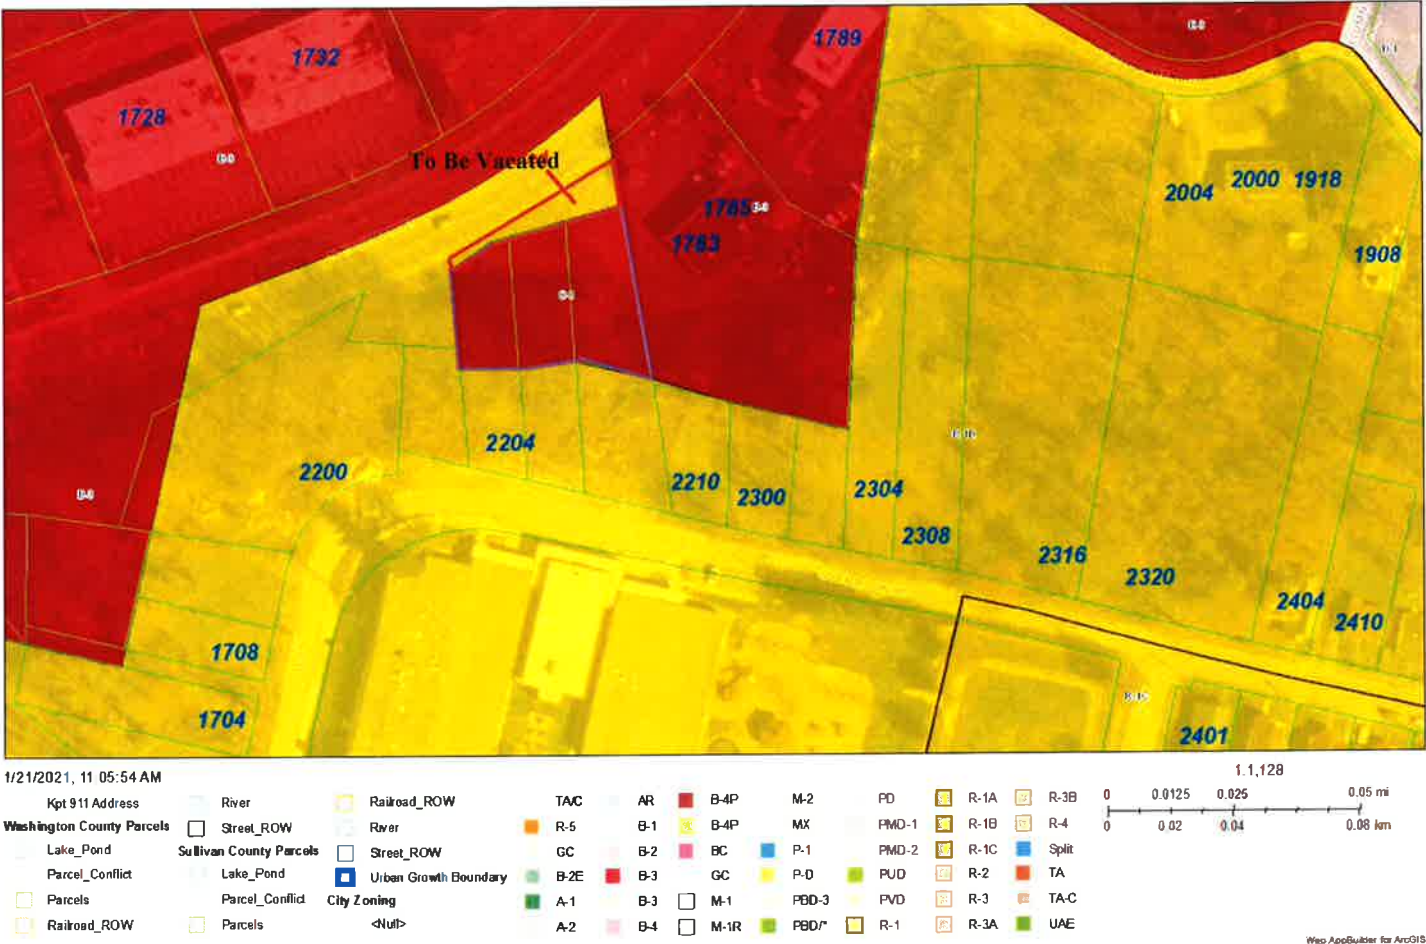 1732
1789
1728
B-3
B-3
To Be Vacated
2004 2000 1918
1785 B-3
1783
1908
B-3
2204
2200
2210
2300
2304
2308
B-3
2316
2320
2404
2410
1708
1704
2401
1/21/2021, 11:05:54 AM
1:1,128
Kpt 911 Address
Washington County Parcels
Lake_Pond
Parcel_Conflict
Parcels
Railroad_ROW
River
Street_ROW
Sullivan County Parcels
Lake_Pond
Parcel_Conflict
Parcels
Railroad_ROW
River
Street_ROW
Urban Growth Boundary
City Zoning
<Null>
TA/C
R-5
GC
B-2E
A-1
A-2
AR
B-1
B-2
B-3
B-3
B-4
B-4P
B-4P
BC
GC
M-1
M-1R
M-2
MX
P-1
P-D
PBD-3
PBD/*
PD
PMD-1
PMD-2
PUD
PVD
R-1
R-1A
R-1B
R-1C
R-2
R-3
R-3A
R-3B
R-4
Split
TA
TA-C
UAE
0 0.0125 0.025 0.05 mi
0 0.02 0.04 0.08 km
Web AppBuilder for ArcGIS